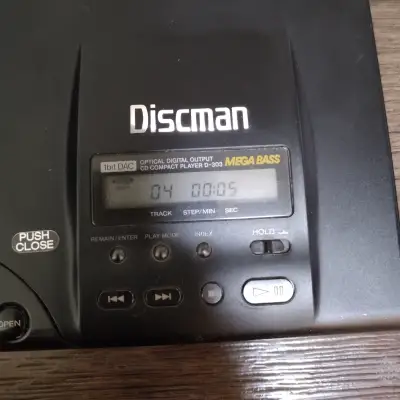 Discman
1bit DAC
OPTICAL DIGITAL OUTPUT
CD COMPACT PLAYER D-303
MEGA BASS
04 00:05
TRACK STEP/MIN SEC
PUSH
CLOSE
REMAIN/ENTER PLAY MODE
HOLD
OPEN